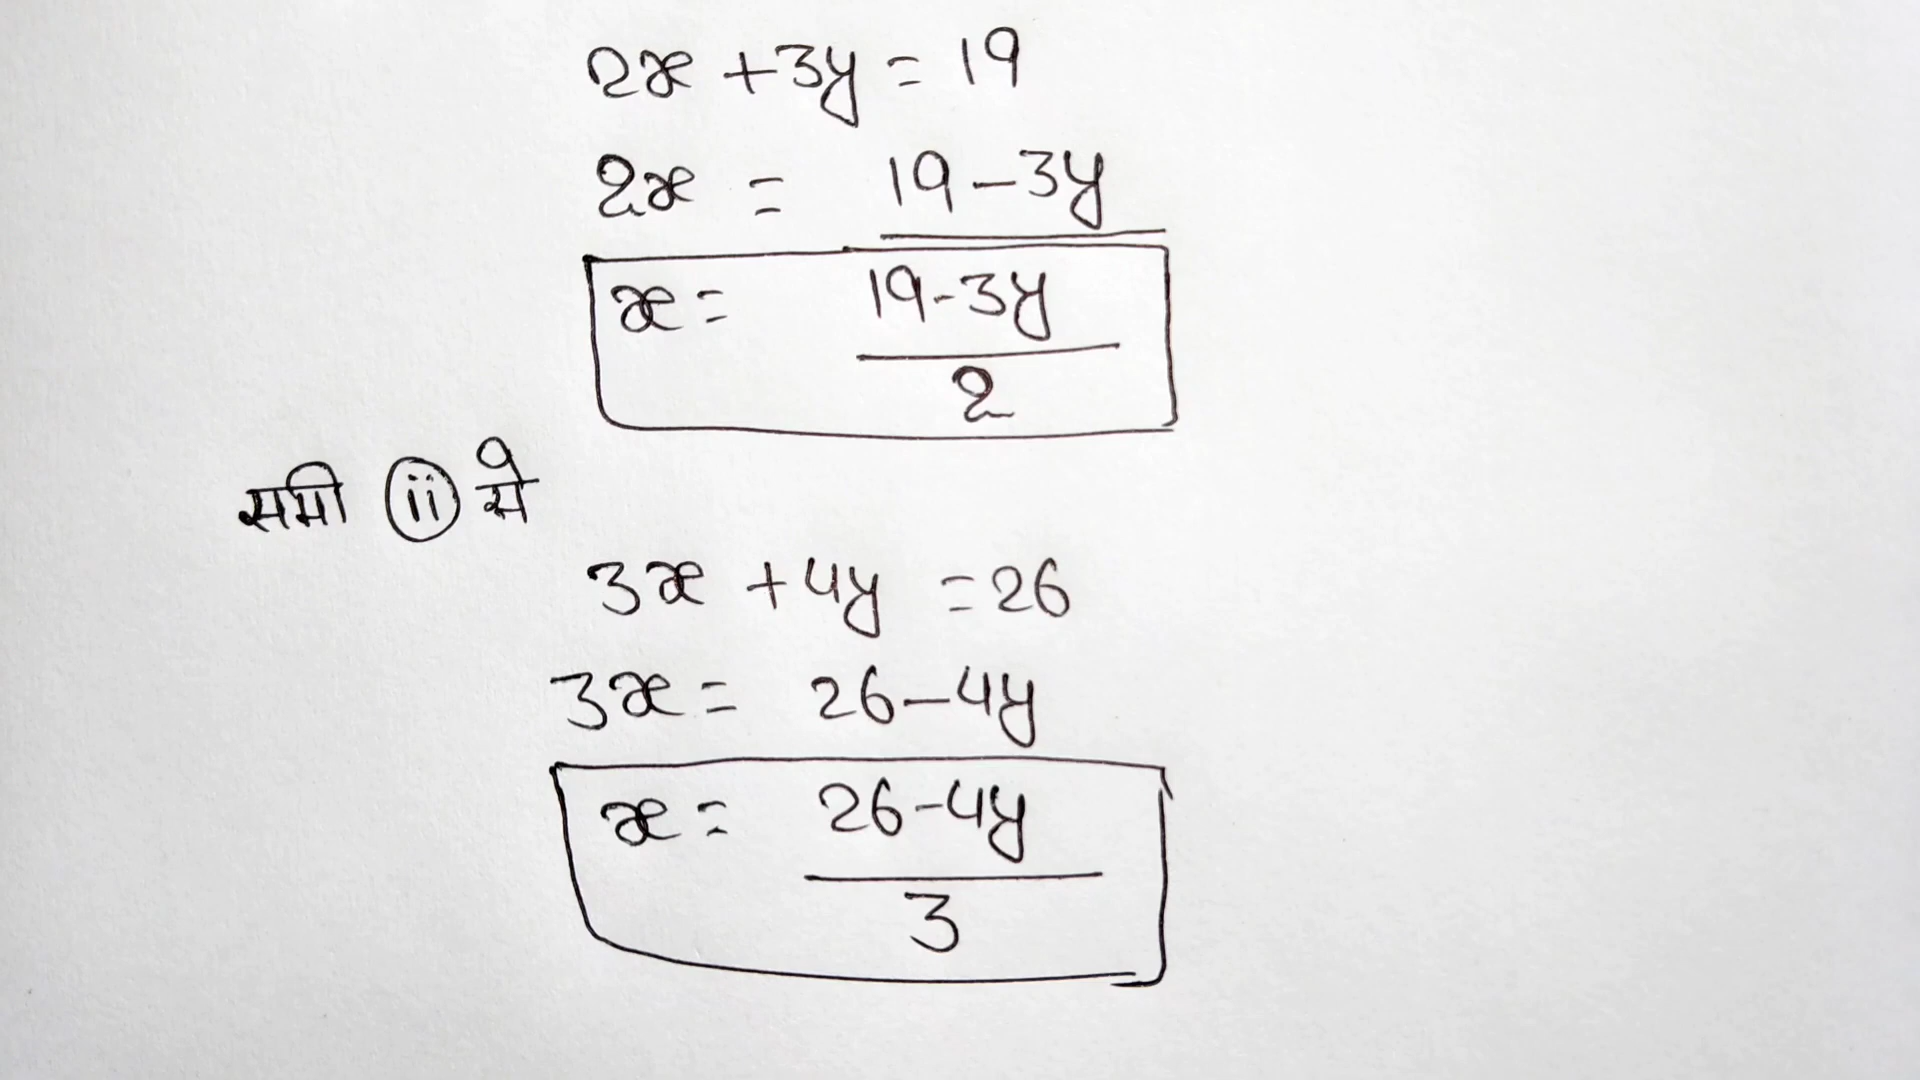 2x + 3y = 19
2x = 19 - 3y
x = 19 - 3y
2
समी (ii) से
3x + 4y = 26
3x = 26 - 4y
x = 26 - 4y
3